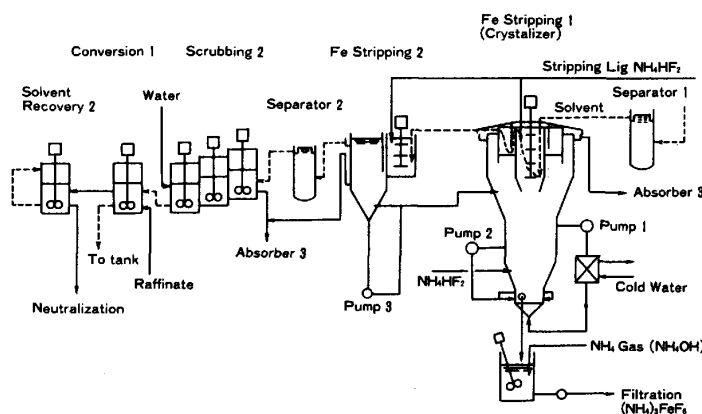 Fe Stripping 1
(Crystalizer)
Conversion 1
Scrubbing 2
Fe Stripping 2
Stripping Lig NH₄HF₂
Solvent
Recovery 2
Water
Separator 2
Solvent
Separator 1
Absorber 3
Pump 1
Pump 2
To tank
Absorber 3
Raffinate
NH₄HF₂
Cold Water
Neutralization
Pump 3
NH₄ Gas (NH₄OH)
Filtration
(NH₄)₃FeF₆